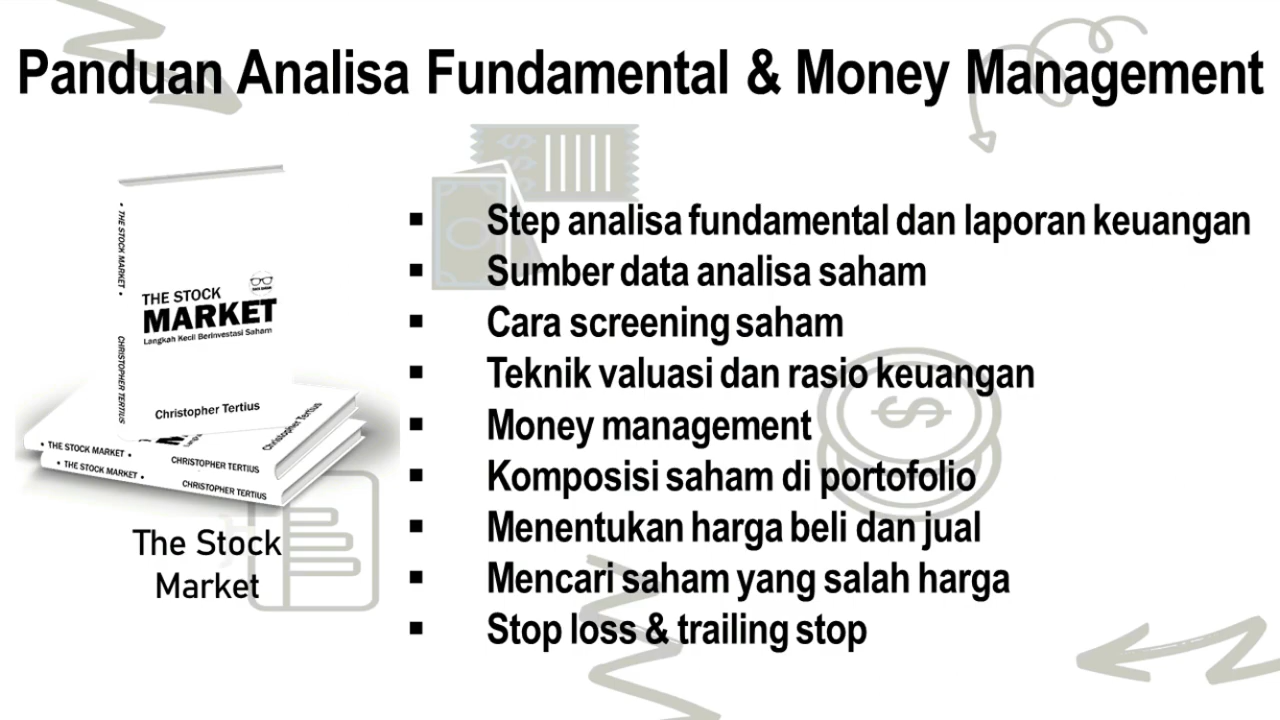 Panduan Analisa Fundamental & Money Management
• THE STOCK MARKET •
CHRISTOPHER TERTIUS
THE STOCK
MARKET
Langkah Kecil Berinvestasi Saham
Christopher Tertius
Christopher Tertius
• THE STOCK MARKET •
CHRISTOPHER TERTIUS
• THE STOCK MARKET •
CHRISTOPHER TERTIUS
The Stock
Market
▪ Step analisa fundamental dan laporan keuangan
▪ Sumber data analisa saham
▪ Cara screening saham
▪ Teknik valuasi dan rasio keuangan
▪ Money management
▪ Komposisi saham di portofolio
▪ Menentukan harga beli dan jual
▪ Mencari saham yang salah harga
▪ Stop loss & trailing stop